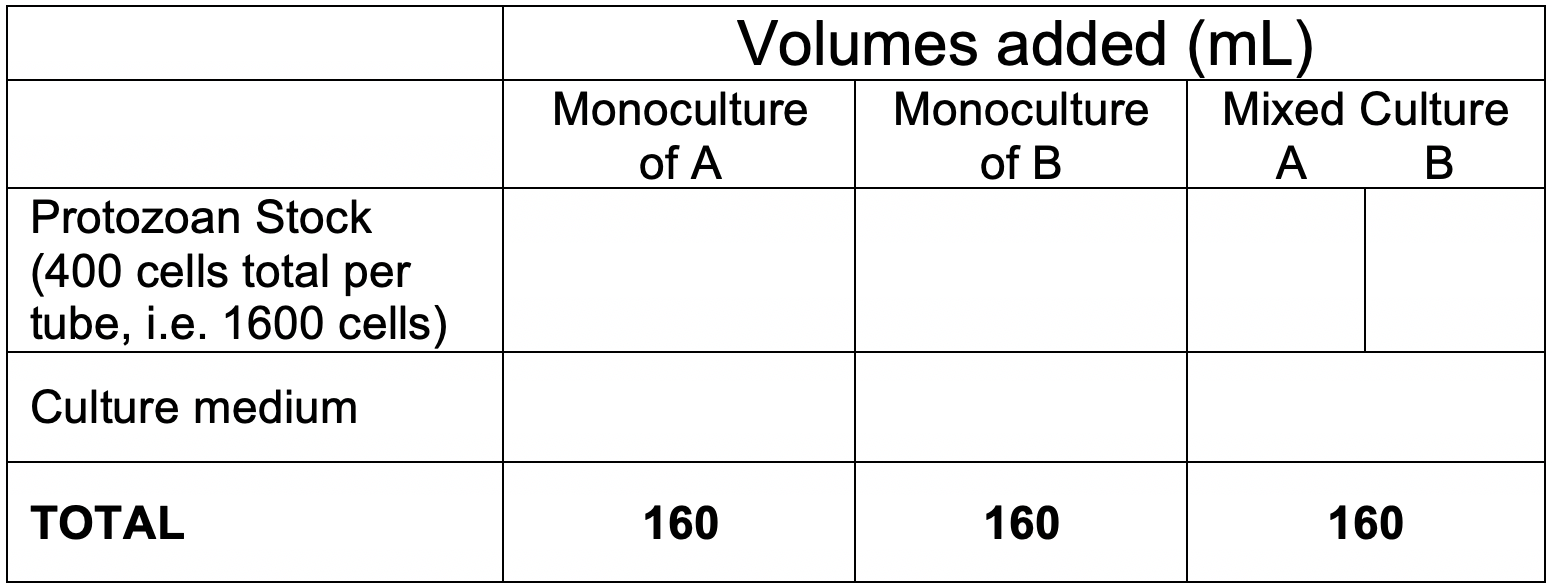 Volumes added (mL)
Monoculture of A
Monoculture of B
Mixed Culture
A B
Protozoan Stock
(400 cells total per
tube, i.e. 1600 cells)
Culture medium
TOTAL 160 160 160